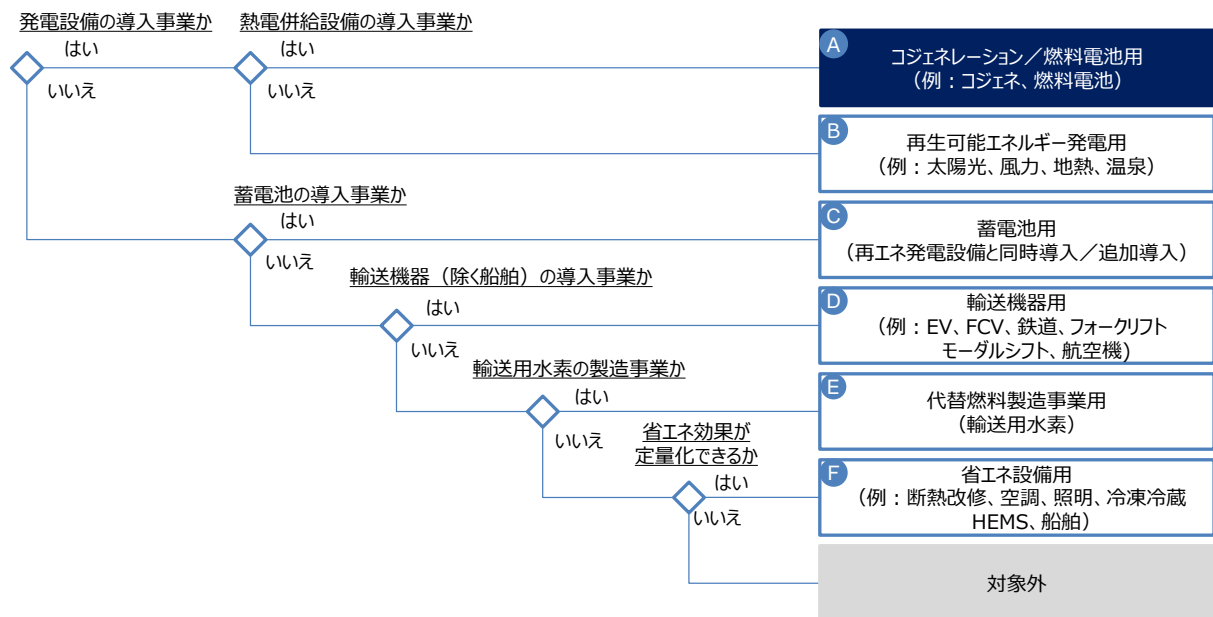 発電設備の導入事業か
熱電併給設備の導入事業か
はい
はい
いいえ
いいえ
A
コジェネレーション／燃料電池用
（例：コジェネ、燃料電池）
B
再生可能エネルギー発電用
（例：太陽光、風力、地熱、温泉）
蓄電池の導入事業か
はい
いいえ
C
蓄電池用
（再エネ発電設備と同時導入／追加導入）
輸送機器（除く船舶）の導入事業か
はい
いいえ
D
輸送機器用
（例：EV、FCV、鉄道、フォークリフト
モーダルシフト、航空機)
輸送用水素の製造事業か
はい
いいえ
E
代替燃料製造事業用
（輸送用水素）
省エネ効果が
定量化できるか
はい
いいえ
F
省エネ設備用
（例：断熱改修、空調、照明、冷凍冷蔵
HEMS、船舶）
対象外